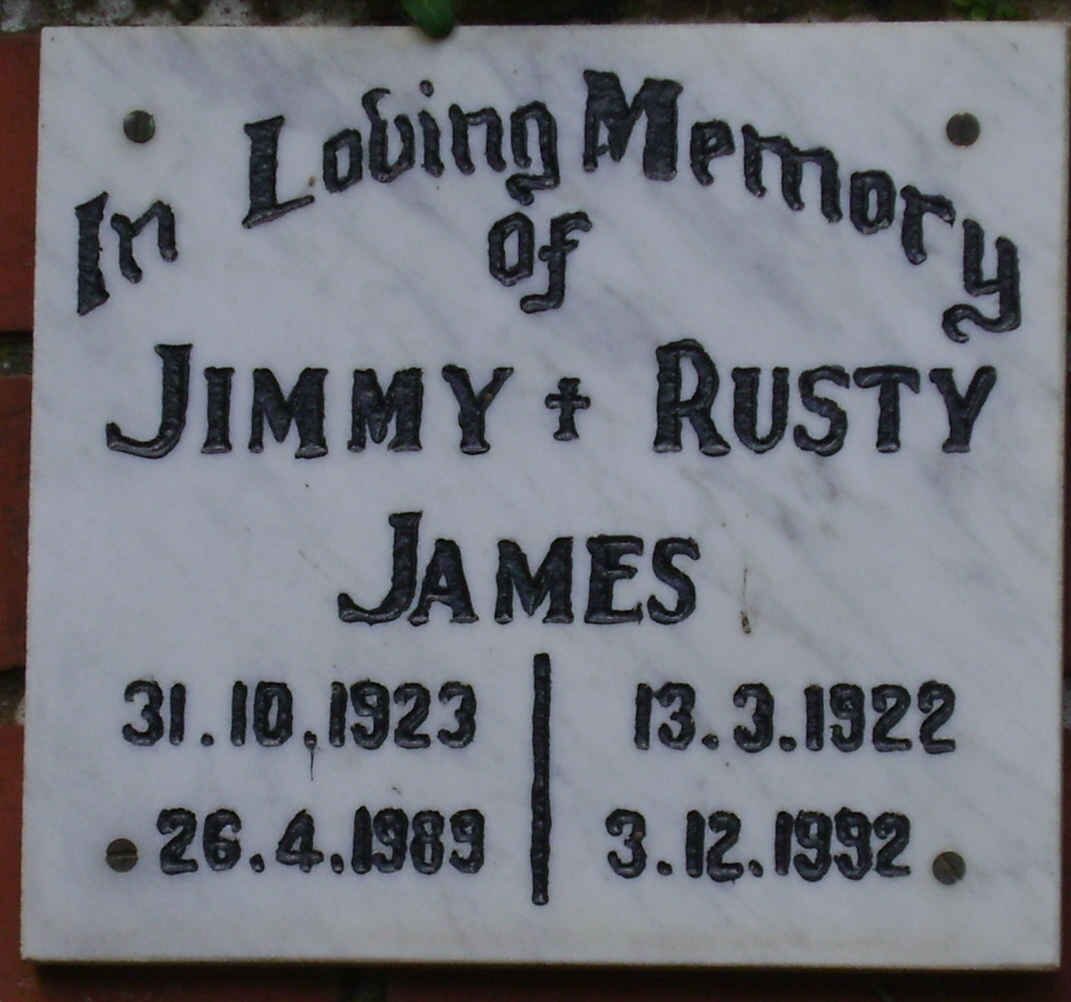 In Loving Memory
of
JIMMY ✝ RUSTY
JAMES
31.10.1923 13.3.1922
26.4.1989 3.12.1992